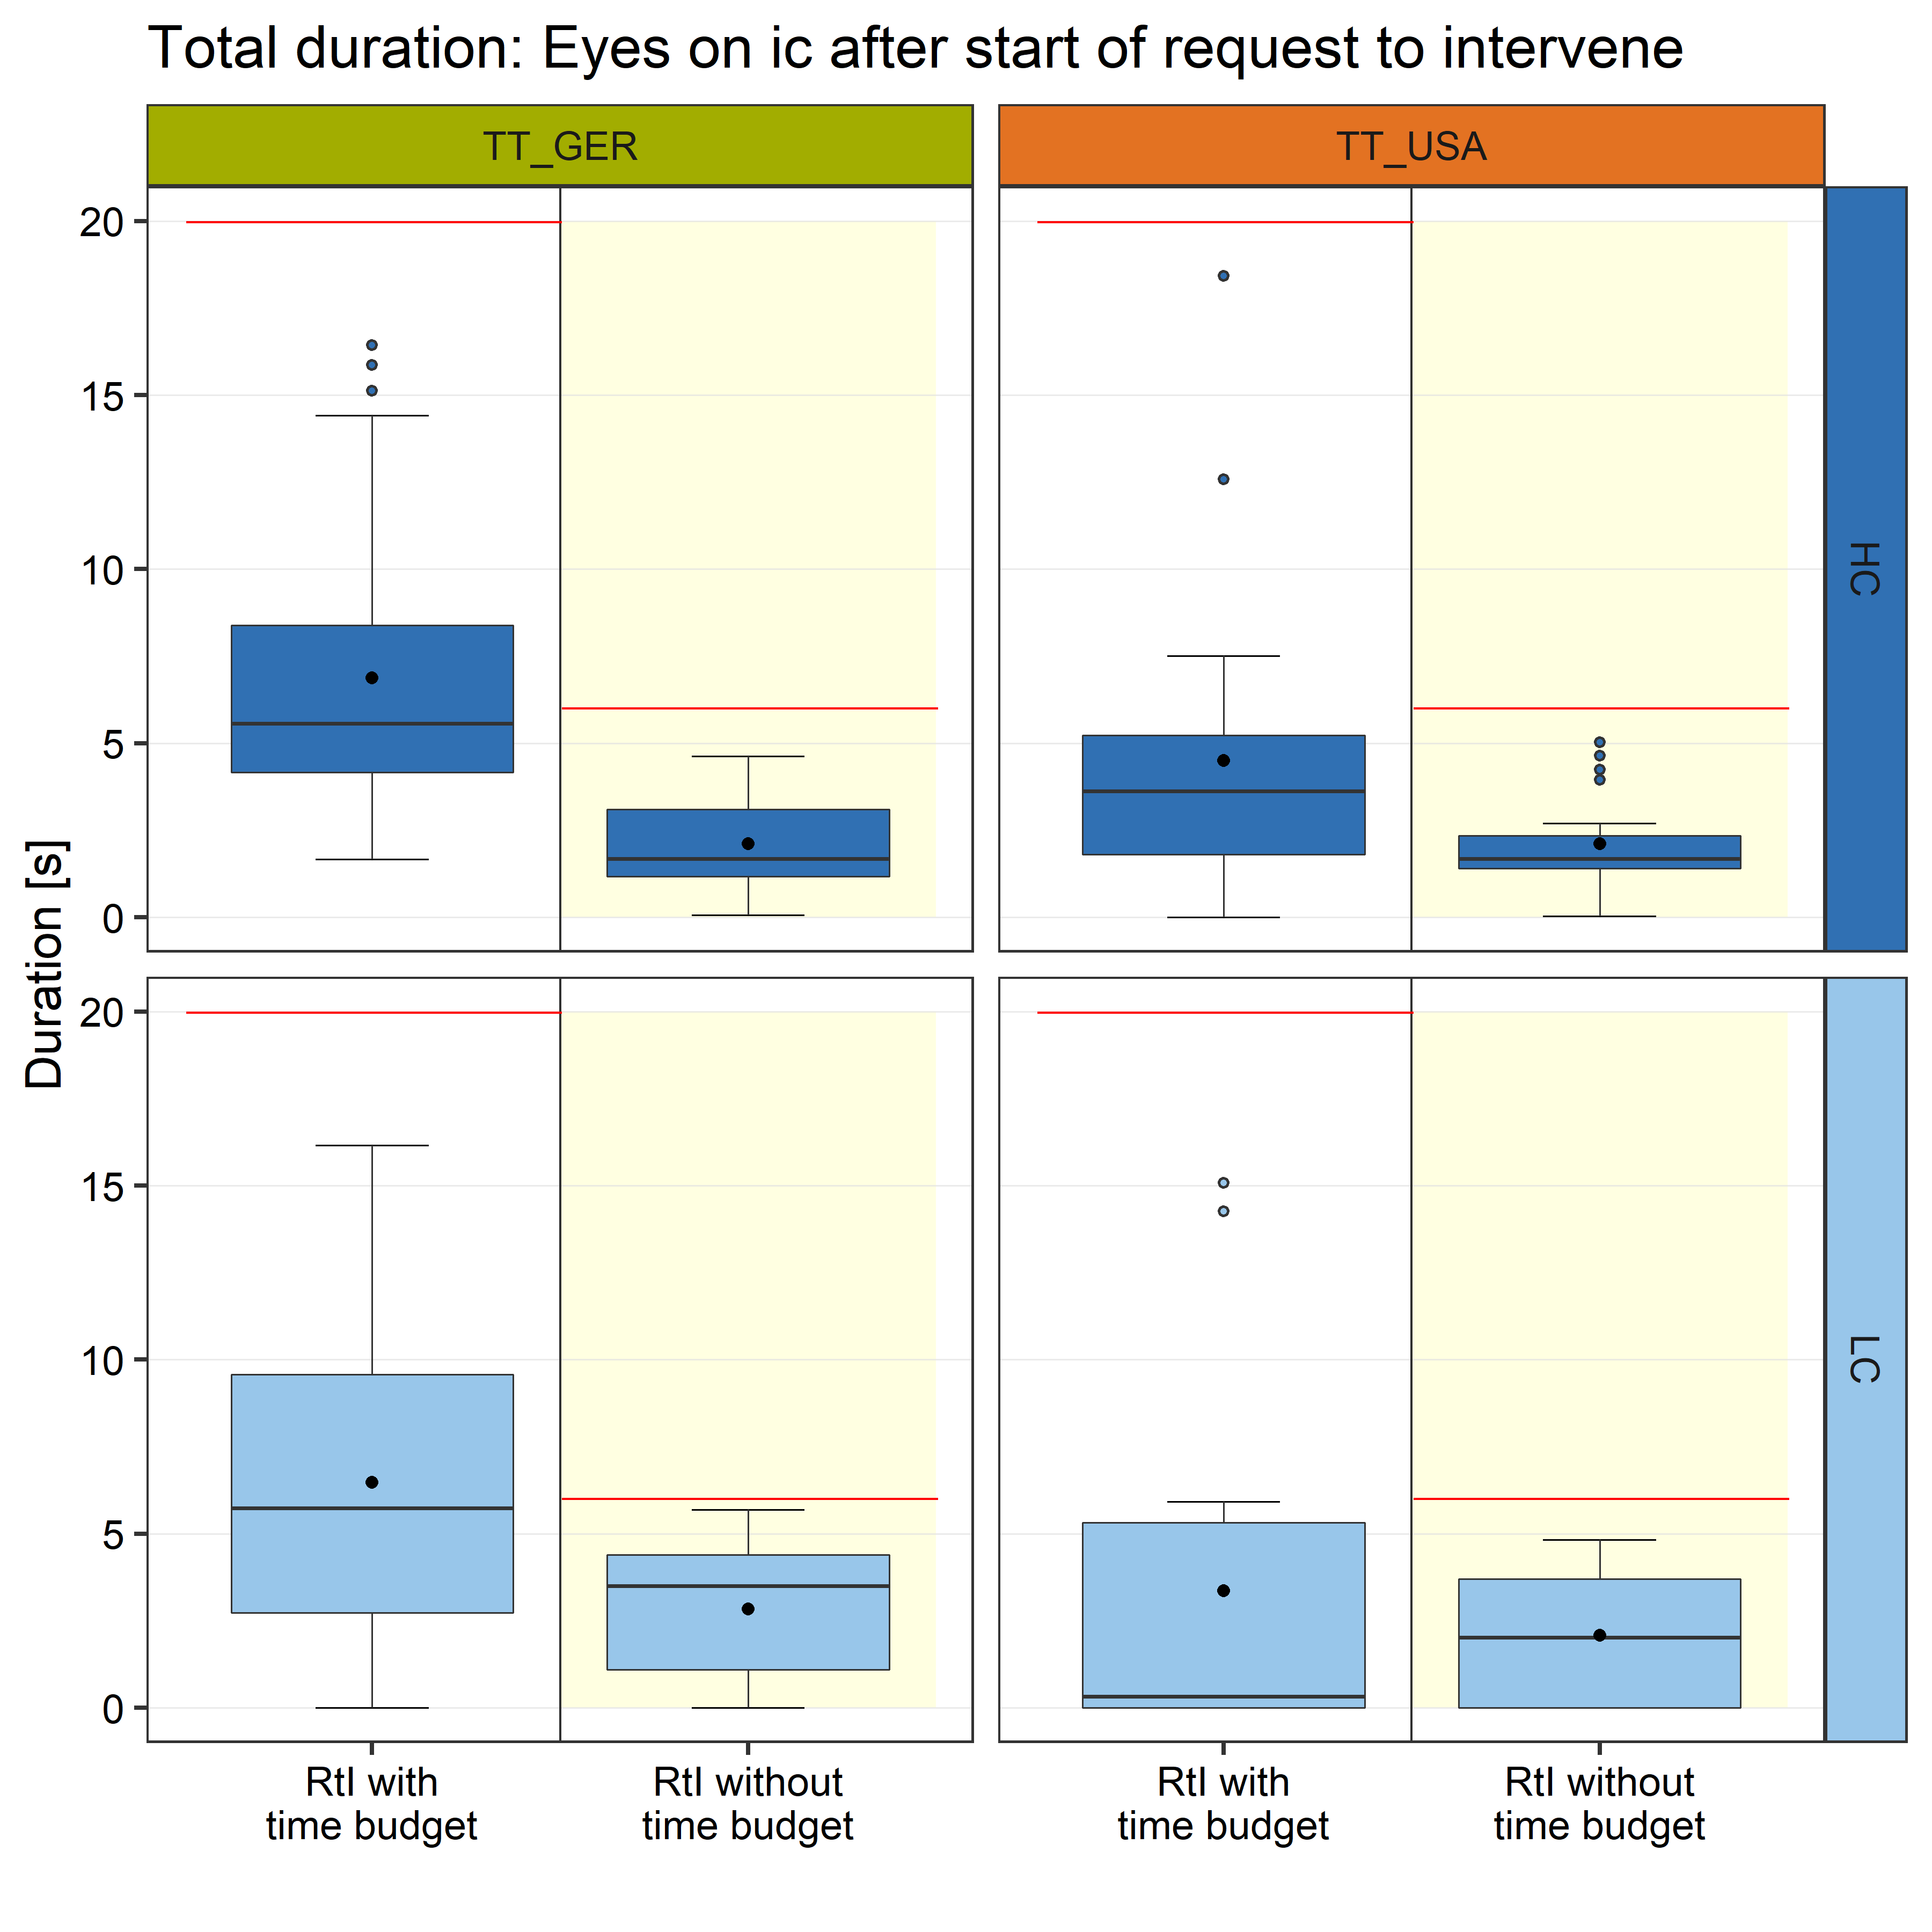 Total duration: Eyes on ic after start of request to intervene
TT_GER
TT_USA
Duration [s]
20
15
10
5
0
HC
20
15
10
5
0
LC
RtI with
time budget
RtI without
time budget
RtI with
time budget
RtI without
time budget